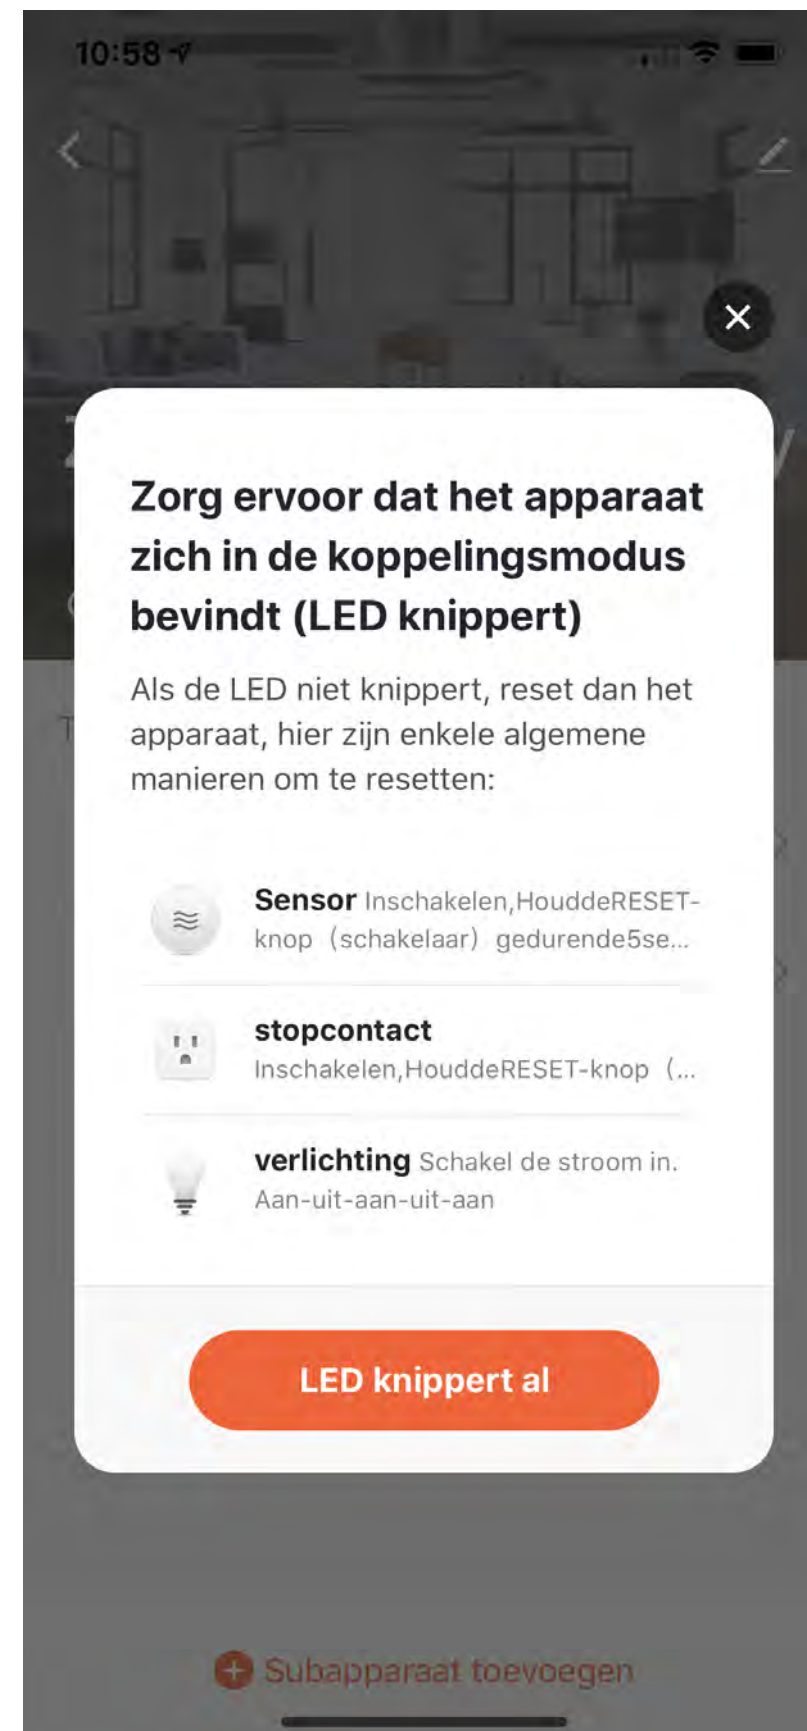 10:58
Zorg ervoor dat het apparaat
zich in de koppelingsmodus
bevindt (LED knippert)
Als de LED niet knippert, reset dan het
apparaat, hier zijn enkele algemene
manieren om te resetten:
Sensor Inschakelen,HouddeRESET-
knop（schakelaar）gedurende5se...
stopcontact
Inschakelen,HouddeRESET-knop（...
verlichting Schakel de stroom in.
Aan-uit-aan-uit-aan
LED knippert al
Subapparaat toevoegen